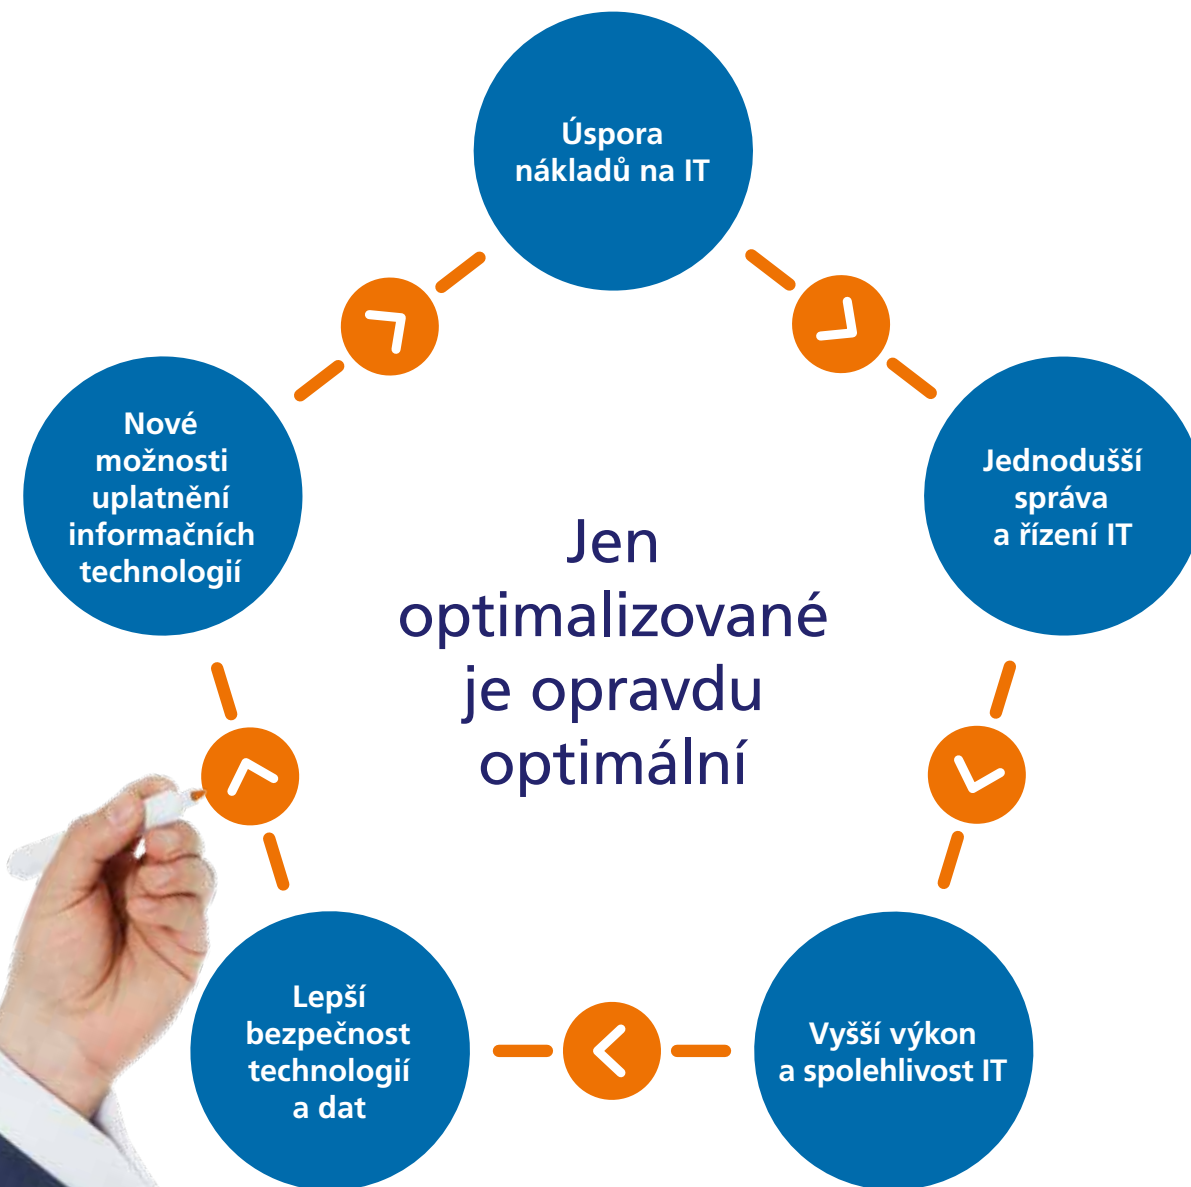 Úspora
nákladů na IT
Jednodušší
správa
a řízení IT
Vyšší výkon
a spolehlivost IT
Lepší
bezpečnost
technologií
a dat
Nové
možnosti
uplatnění
informačních
technologií
Jen
optimalizované
je opravdu
optimální